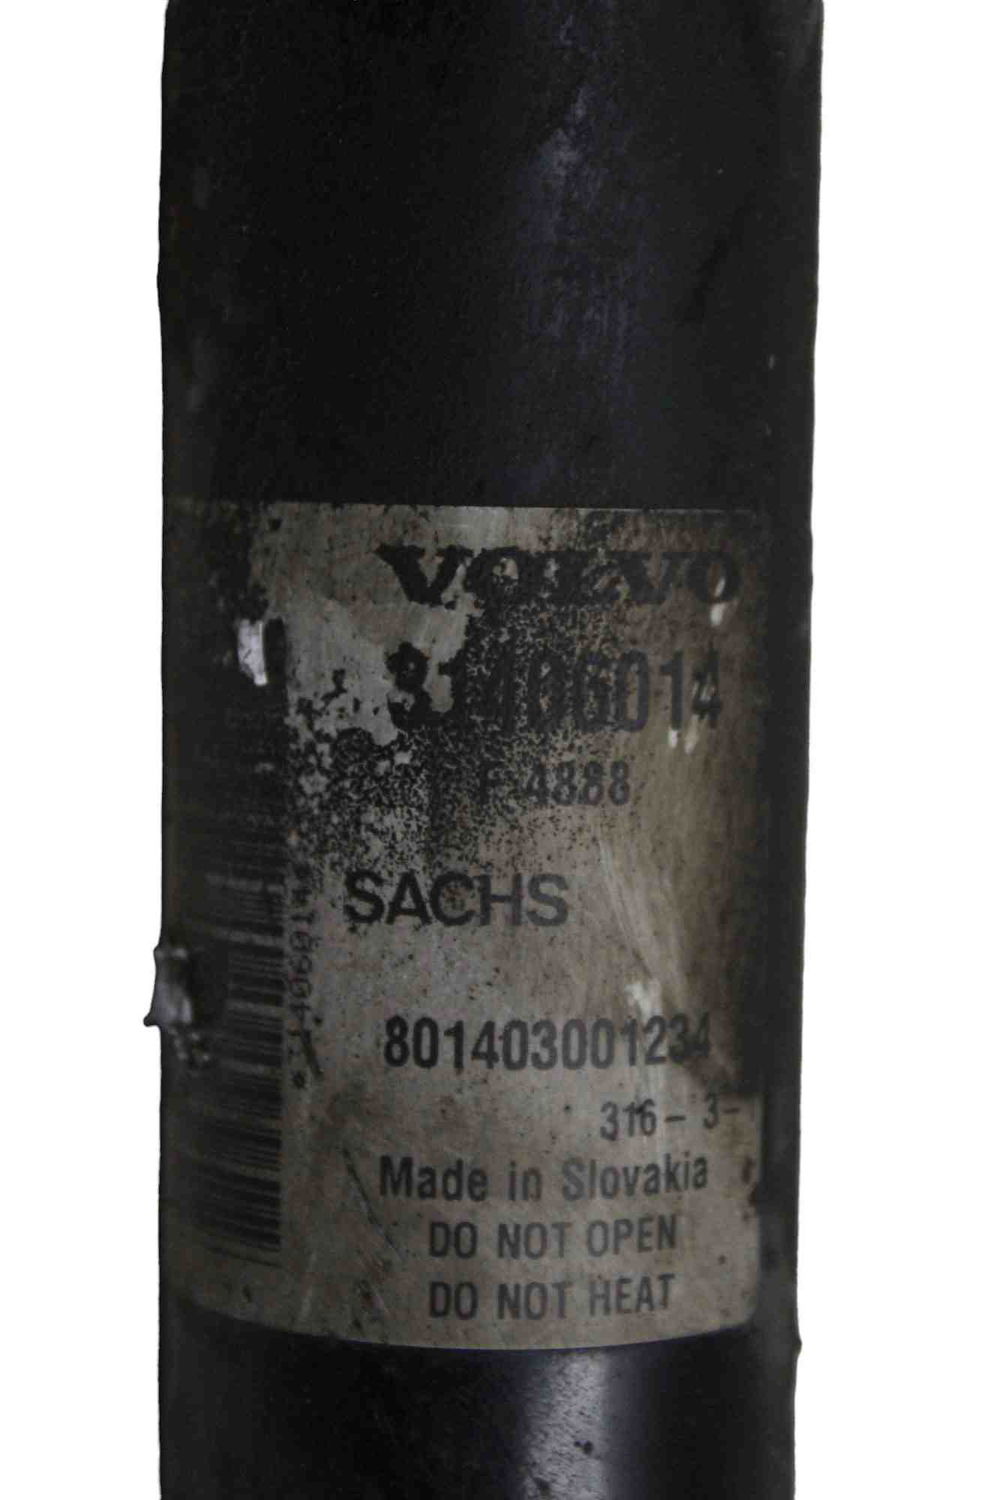 VOLVO
31406014
F 4888
SACHS
801403001234
316- 3-
Made in Slovakia
DO NOT OPEN
DO NOT HEAT